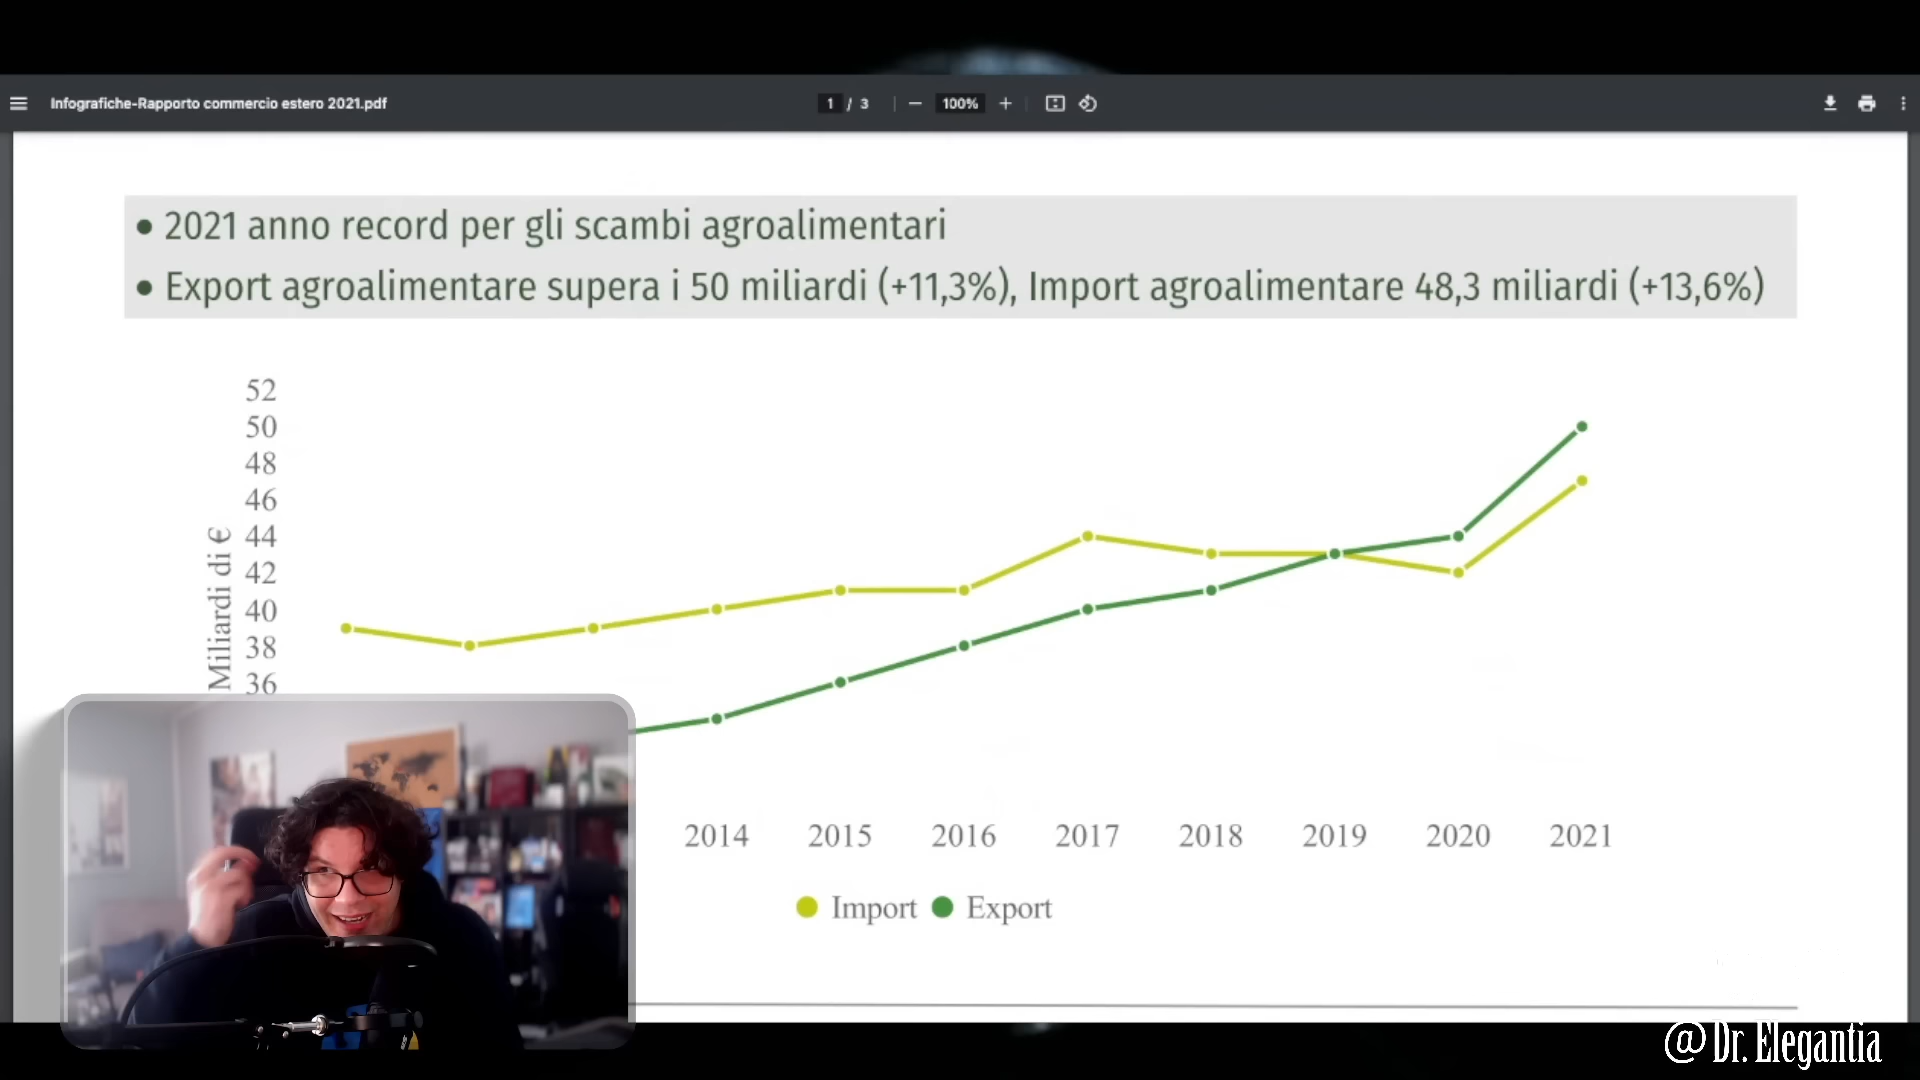 Infografiche-Rapporto commercio estero 2021.pdf
1 / 3
100%
• 2021 anno record per gli scambi agroalimentari
• Export agroalimentare supera i 50 miliardi (+11,3%), Import agroalimentare 48,3 miliardi (+13,6%)
52
50
48
46
44
42
40
38
36
Miliardi di €
2014 2015 2016 2017 2018 2019 2020 2021
Import Export
@Dr. Elegantia